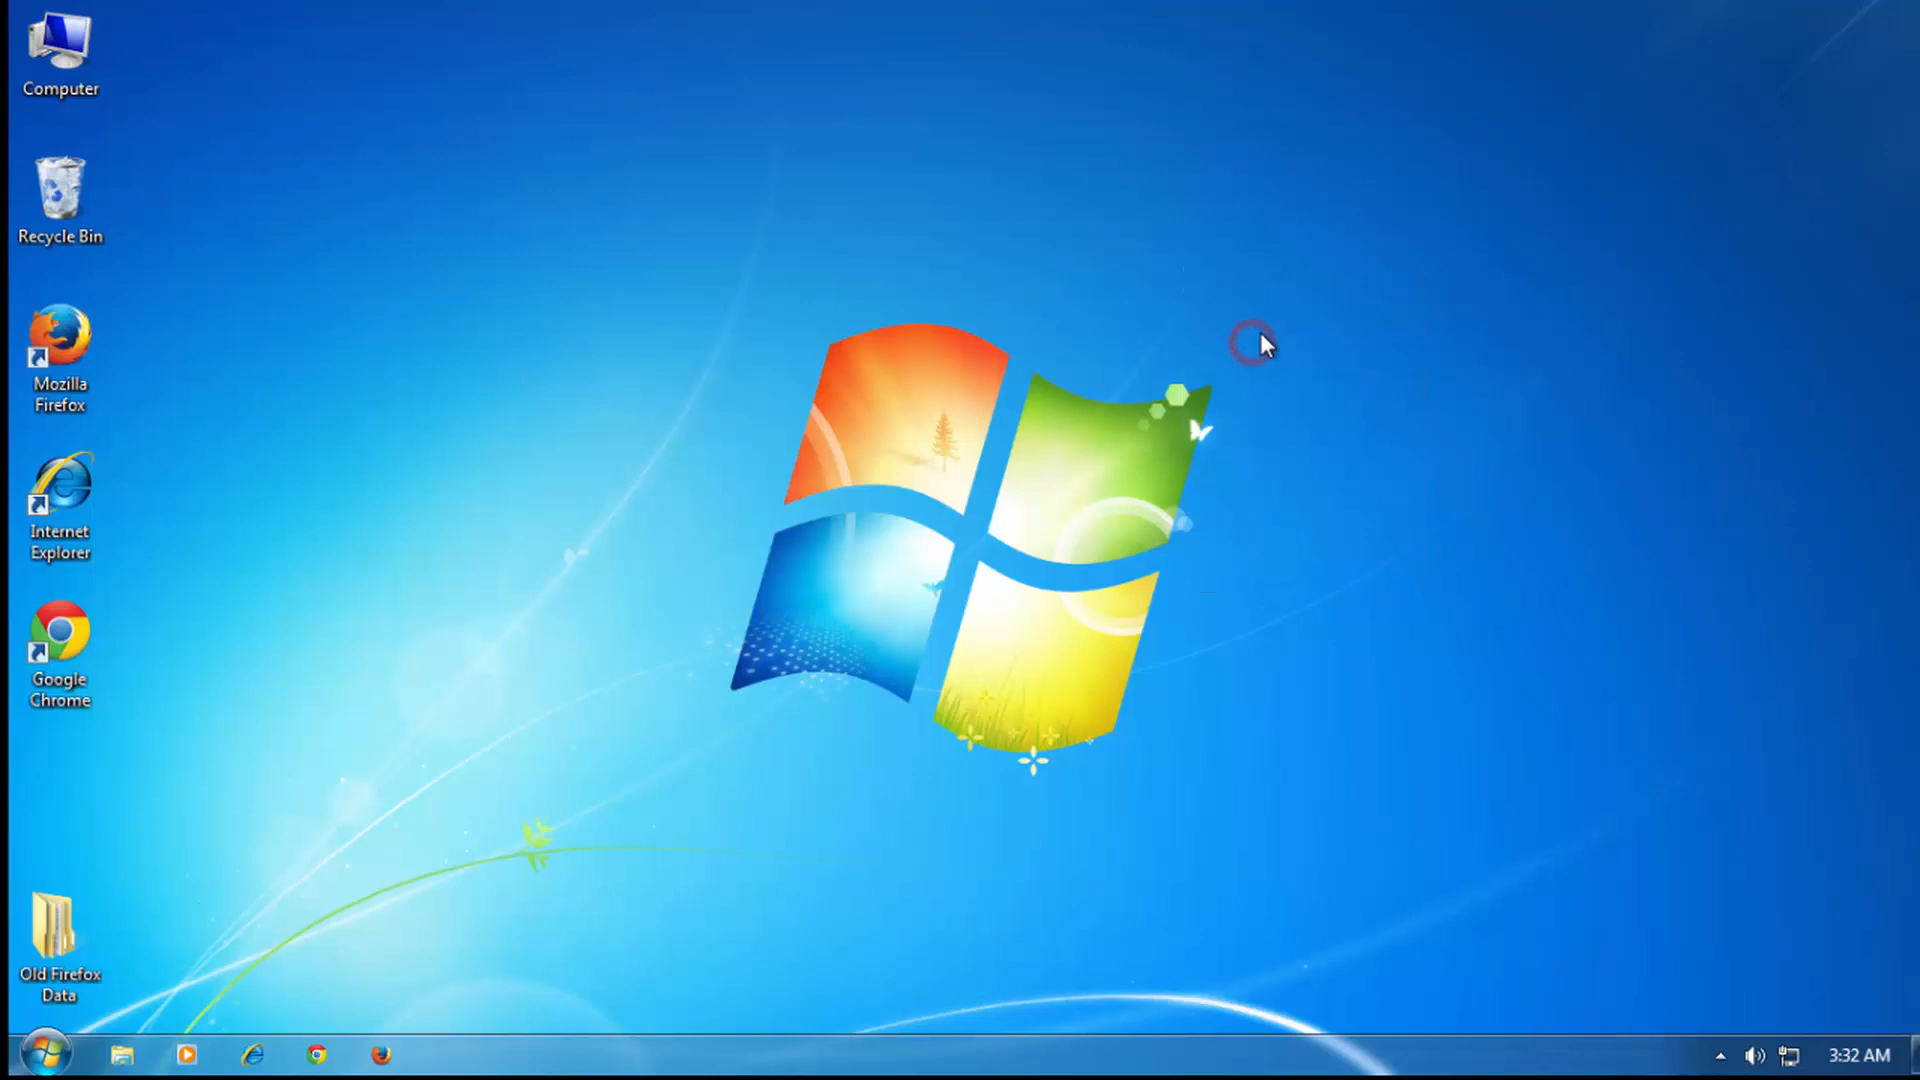 Computer
Recycle Bin
Mozilla
Firefox
Internet
Explorer
Google
Chrome
Old Firefox
Data
3:32 AM